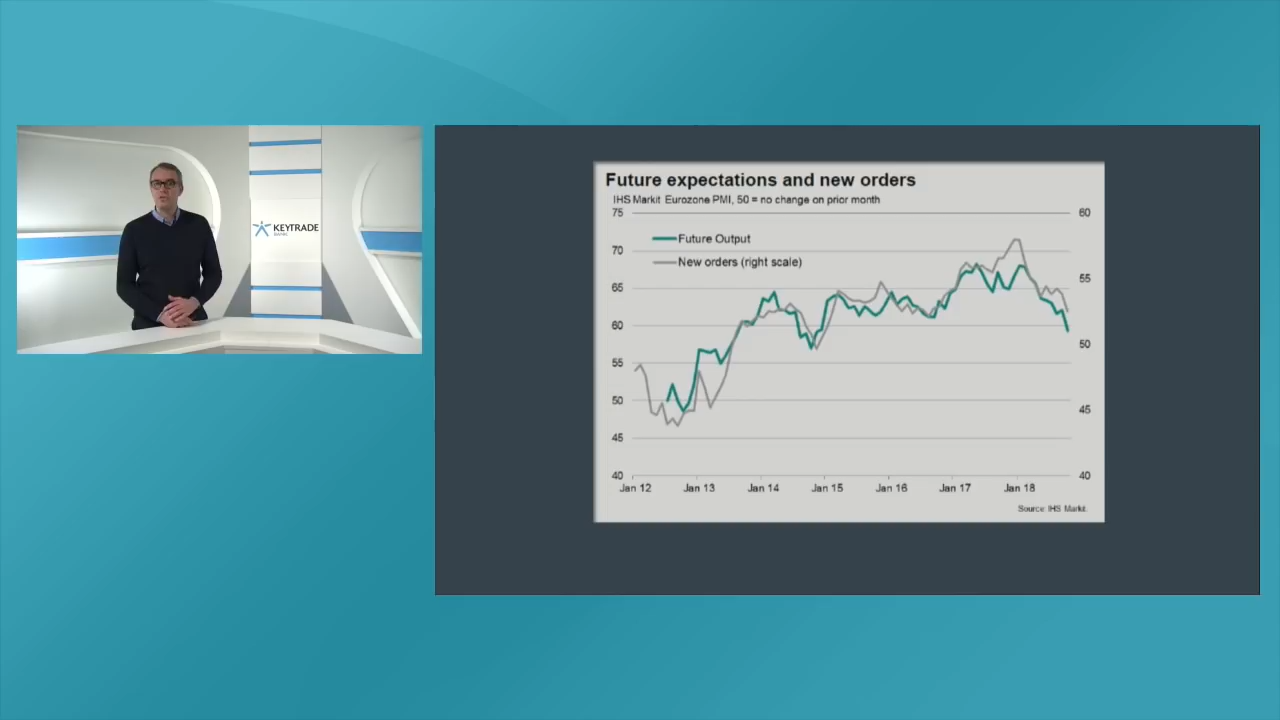 KEYTRADE
BANK
Future expectations and new orders
IHS Markit Eurozone PMI, 50 = no change on prior month
75
60
Future Output
70
New orders (right scale)
55
65
60
50
55
50
45
45
40
40
Jan 12
Jan 13
Jan 14
Jan 15
Jan 16
Jan 17
Jan 18
Source: IHS Markit.